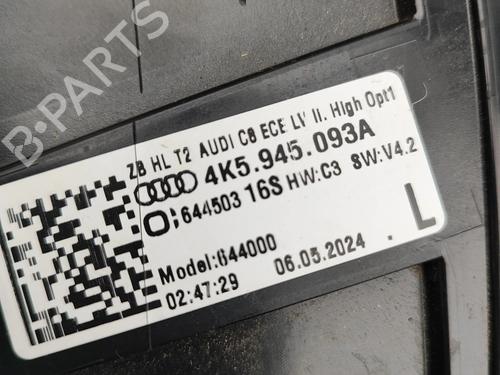 B-PARTS
ZB HL T2 AUDI C8 ECE LV II. High Opt1
4K5.945.093A
O;644503 16S HW:C3 SW:V4.2
Model:644000
02:47:29 06.05.2024
L